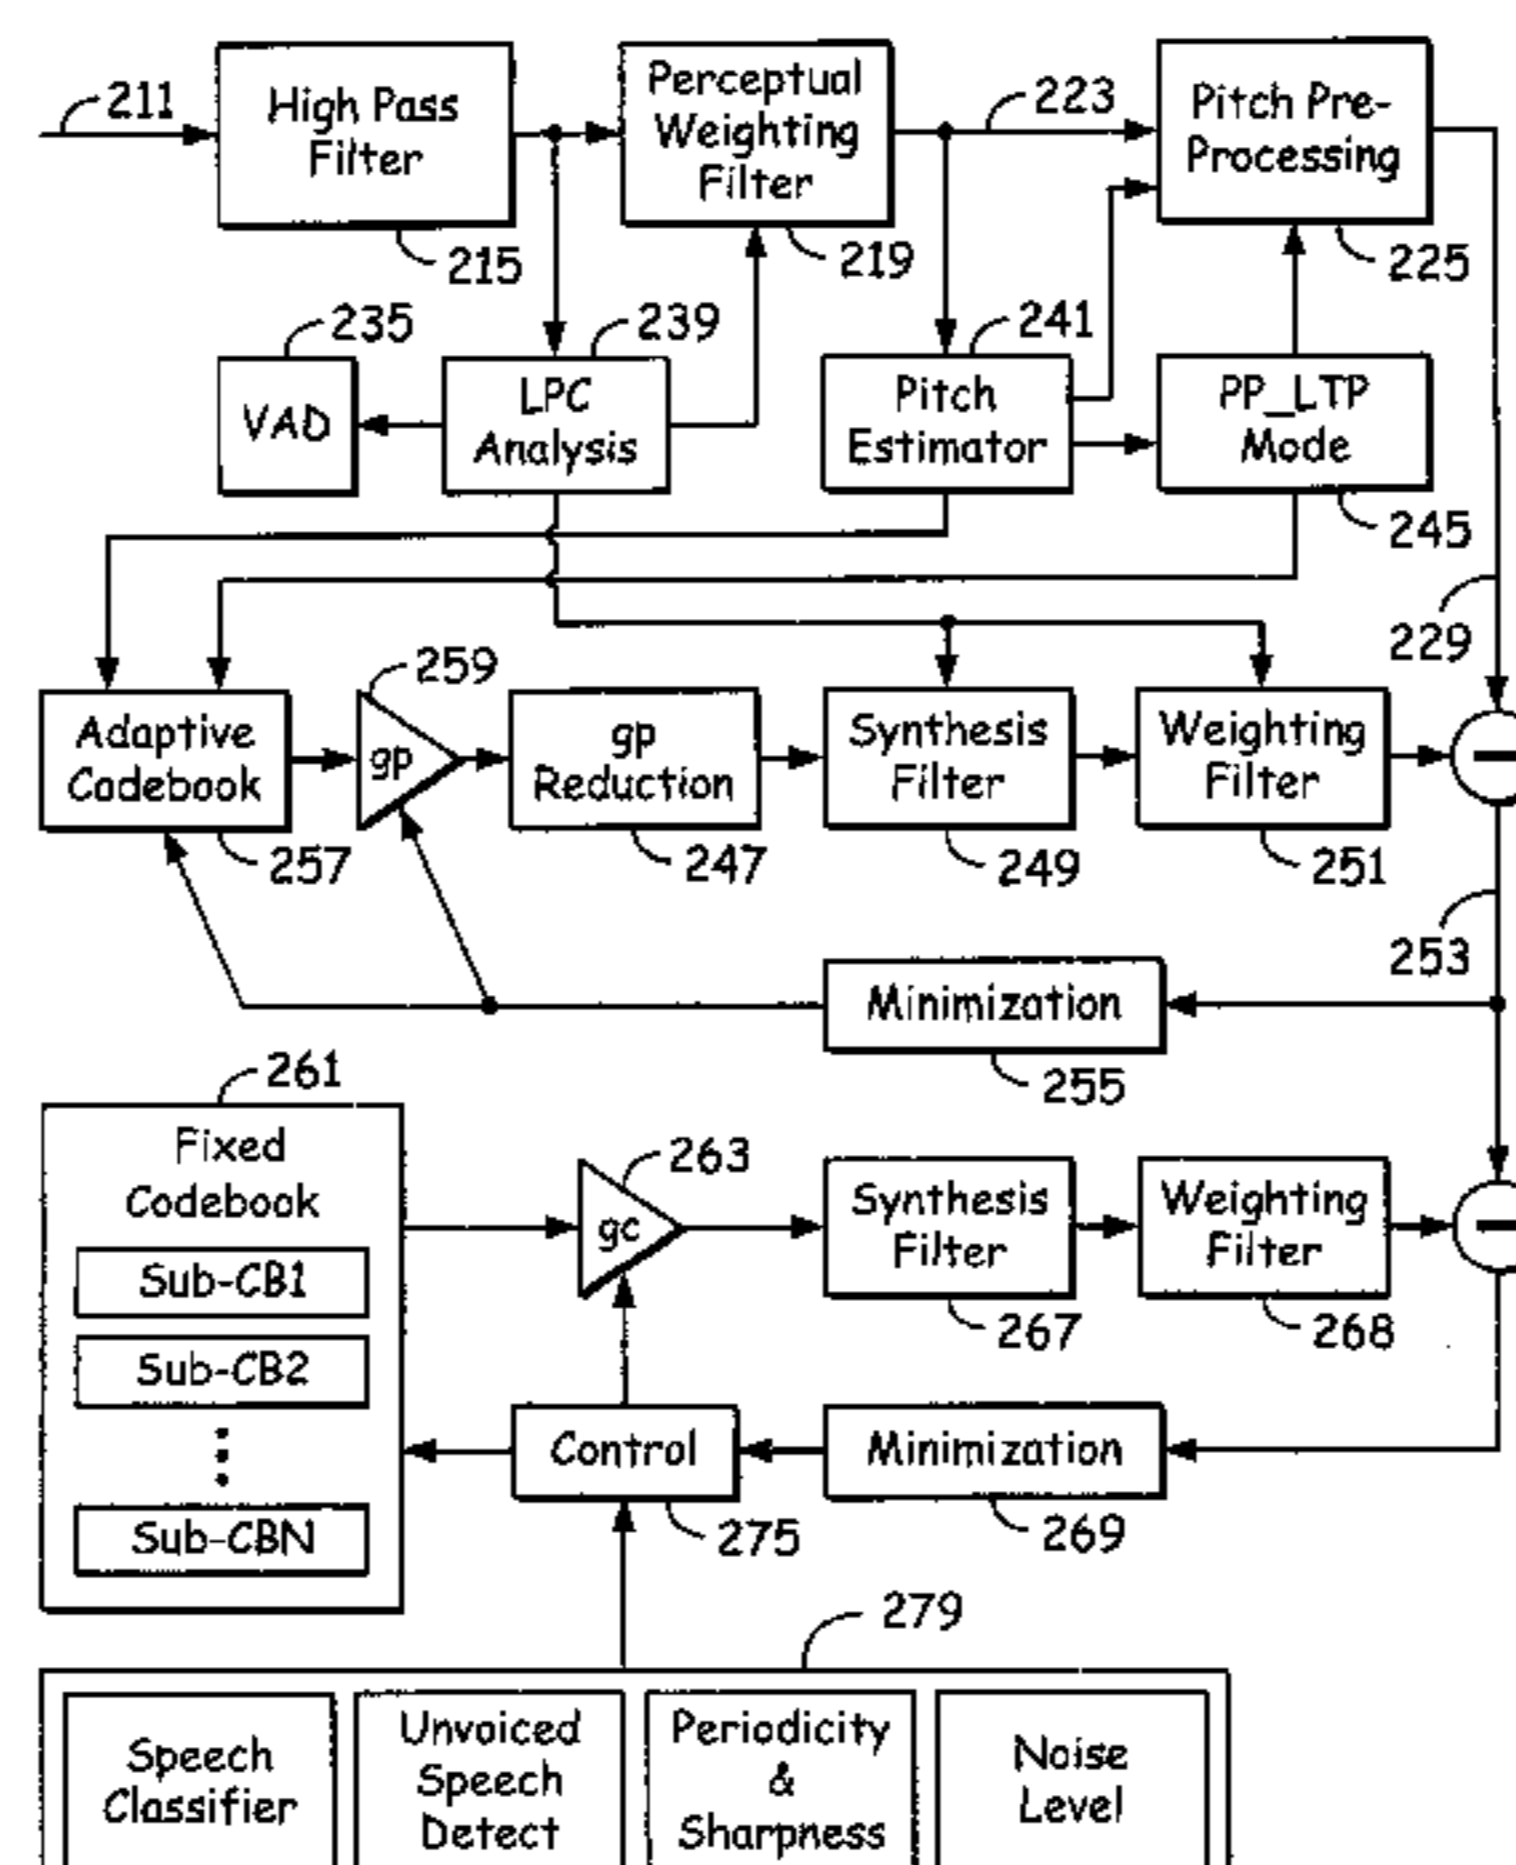 211
High Pass
Filter
215
Perceptual
Weighting
Filter
219
223
Pitch Pre-
Processing
225
235
VAD
239
LPC
Analysis
241
Pitch
Estimator
PP_LTP
Mode
245
229
Adaptive
Codebook
257
259
gp
gp
Reduction
247
Synthesis
Filter
249
Weighting
Filter
251
253
Minimization
255
261
Fixed
Codebook
Sub-CB1
Sub-CB2
Sub-CBN
263
gc
Synthesis
Filter
267
Weighting
Filter
268
Control
275
Minimization
269
279
Speech
Classifier
Unvoiced
Speech
Detect
Periodicity
&
Sharpness
Noise
Level